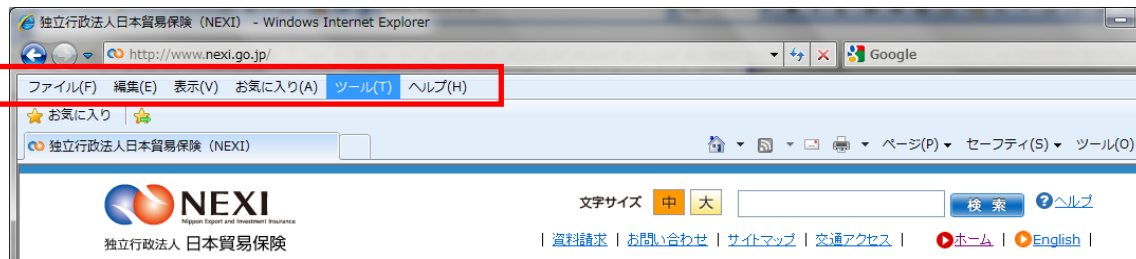 独立行政法人日本貿易保険（NEXI） - Windows Internet Explorer
http://www.nexi.go.jp/ Google
ファイル(F) 編集(E) 表示(V) お気に入り(A) ツール(T) ヘルプ(H)
お気に入り
独立行政法人日本貿易保険（NEXI） ページ(P) セーフティ(S) ツール(O)
NEXI 文字サイズ 中 大 検 索 ?ヘルプ
Nippon Export and Investment Insurance
独立行政法人 日本貿易保険 | 資料請求 | お問い合わせ | サイトマップ | 交通アクセス | ホーム | English |